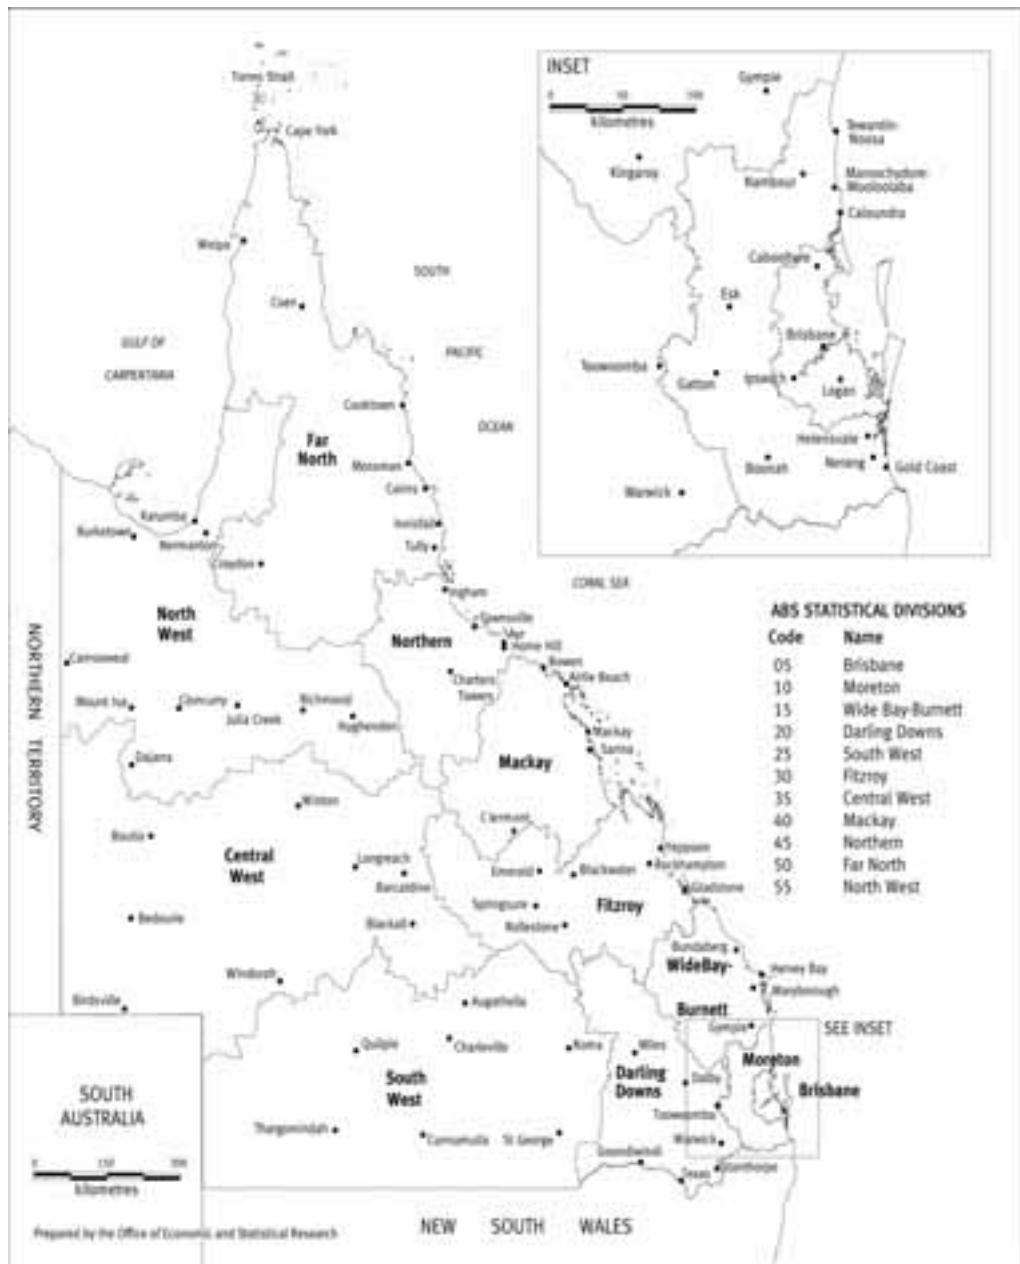 Torres Strait
Cape York
Weipa
Coen
SOUTH
PACIFIC
OCEAN
GULF OF
CARPENTARIA
Cooktown
Far
North
Mossman
Cairns
Karumba
Burketown
Normanton
Innisfail
Tully
Croydon
Ingham
CORAL SEA
North
West
Northern
Townsville
Ayr
Home Hill
Bowen
Airlie Beach
Camooweal
Charters
Towers
Mount Isa
Cloncurry
Julia Creek
Richmond
Hughenden
Mackay
Sarina
Dajarra
Mackay
Winton
Clermont
Boulia
Central
West
Longreach
Barcaldine
Emerald
Blackwater
Yeppoon
Rockhampton
Gladstone
Springsure
Fitzroy
Bedourie
Blackall
Rolleston
Bundaberg
WideBay-
Burnett
Hervey Bay
Maryborough
Windorah
Birdsville
Augathella
Gympie
SEE INSET
Quilpie
Charleville
Roma
Miles
Moreton
South
West
Darling
Downs
Dalby
Brisbane
Toowoomba
Thargomindah
Cunnamulla
St George
Warwick
Goondiwindi
Texas
Stanthorpe
NORTHERN TERRITORY
SOUTH
AUSTRALIA
0 150 300
kilometres
NEW SOUTH WALES
Prepared by the Office of Economic and Statistical Research
INSET
0 50 100
kilometres
Gympie
Tewantin-
Noosa
Kingaroy
Nambour
Maroochydore-
Mooloolaba
Caloundra
Caboolture
Esk
Brisbane
Toowoomba
Gatton
Ipswich
Logan
Helensvale
Boonah
Nerang
Gold Coast
Warwick
ABS STATISTICAL DIVISIONS
Code Name
05 Brisbane
10 Moreton
15 Wide Bay-Burnett
20 Darling Downs
25 South West
30 Fitzroy
35 Central West
40 Mackay
45 Northern
50 Far North
55 North West